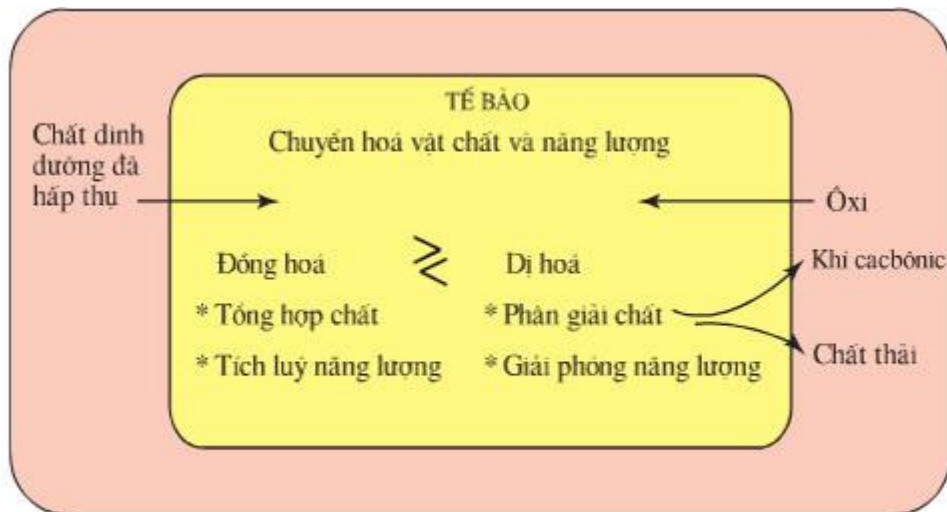 TẾ BÀO
Chuyển hoá vật chất và năng lượng
Chất dinh
dưỡng đã
hấp thụ
Ôxi
Đồng hoá
≷
Dị hoá
Khí cacbônic
* Tổng hợp chất
* Phân giải chất
Chất thải
* Tích luỹ năng lượng
* Giải phóng năng lượng